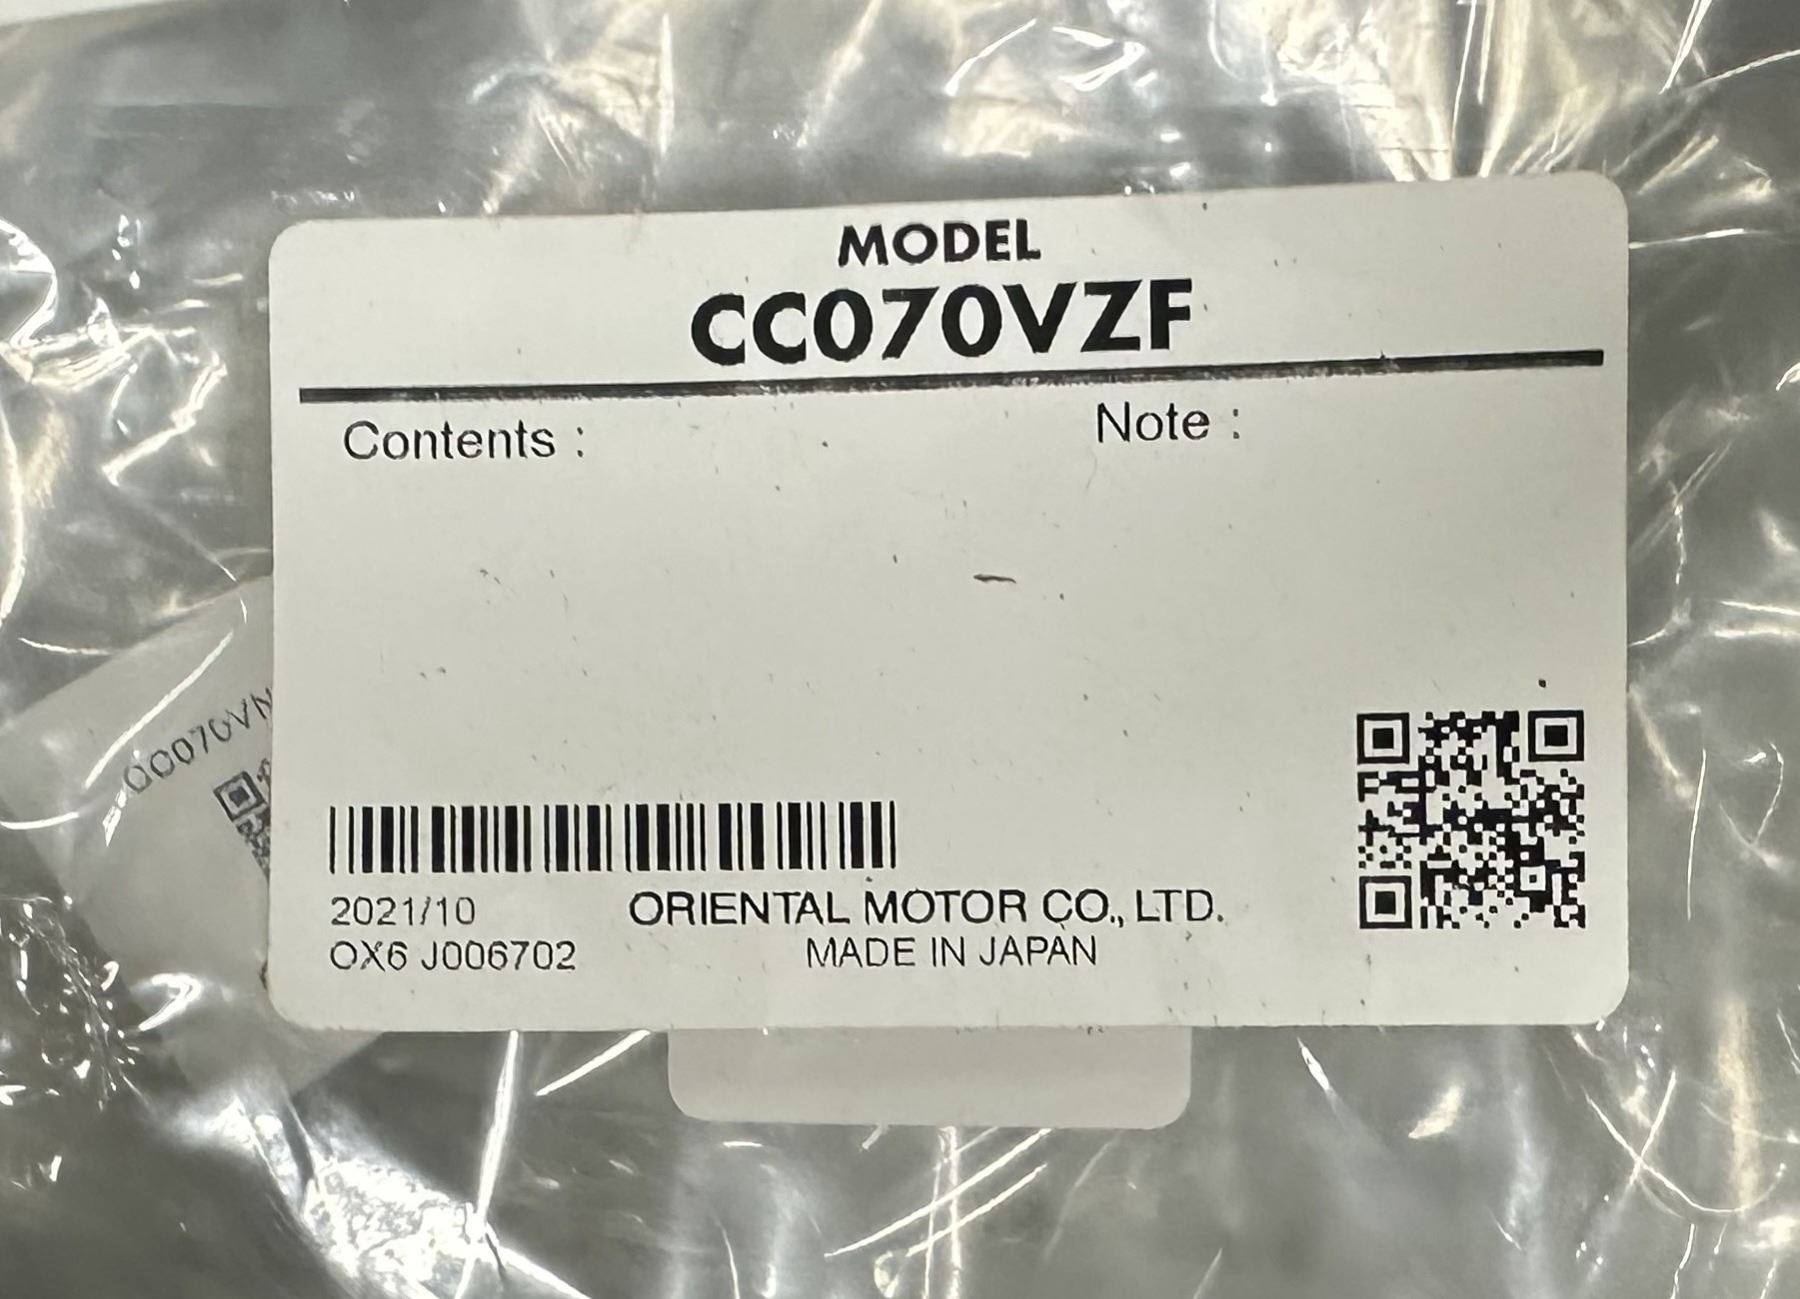 MODEL
CC070VZF
Contents :
Note :
2021/10
ORIENTAL MOTOR CO., LTD.
OX6 J006702
MADE IN JAPAN